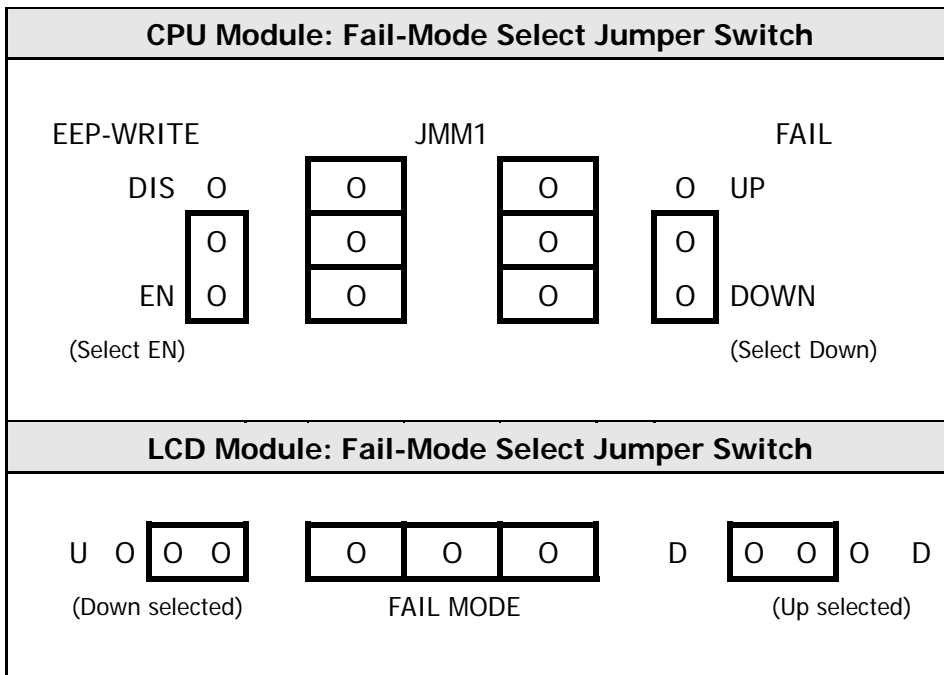 CPU Module: Fail-Mode Select Jumper Switch
EEP-WRITE JMM1 FAIL
DIS O O O O UP
O O O O
EN O O O O DOWN
(Select EN) (Select Down)
LCD Module: Fail-Mode Select Jumper Switch
U O O O O O O D O O O D
(Down selected) FAIL MODE (Up selected)